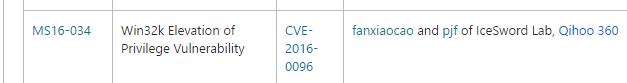 MS16-034 Win32k Elevation of CVE- fanxiaocao and pjf of IceSword Lab, Qihoo 360
Privilege Vulnerability 2016-
0096